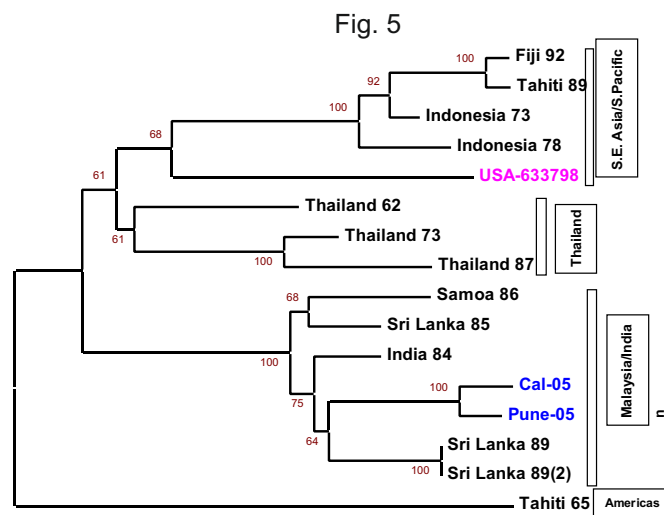 Fig. 5
100
Fiji 92
92
Tahiti 89
100
Indonesia 73
68
Indonesia 78
61
USA-633798
S.E. Asia/S.Pacific
61
Thailand 62
100
Thailand 73
Thailand 87
Thailand
68
Samoa 86
100
Sri Lanka 85
75
India 84
100
Cal-05
64
Pune-05
Sri Lanka 89
100
Sri Lanka 89(2)
Malaysia/India
n
Tahiti 65
Americas